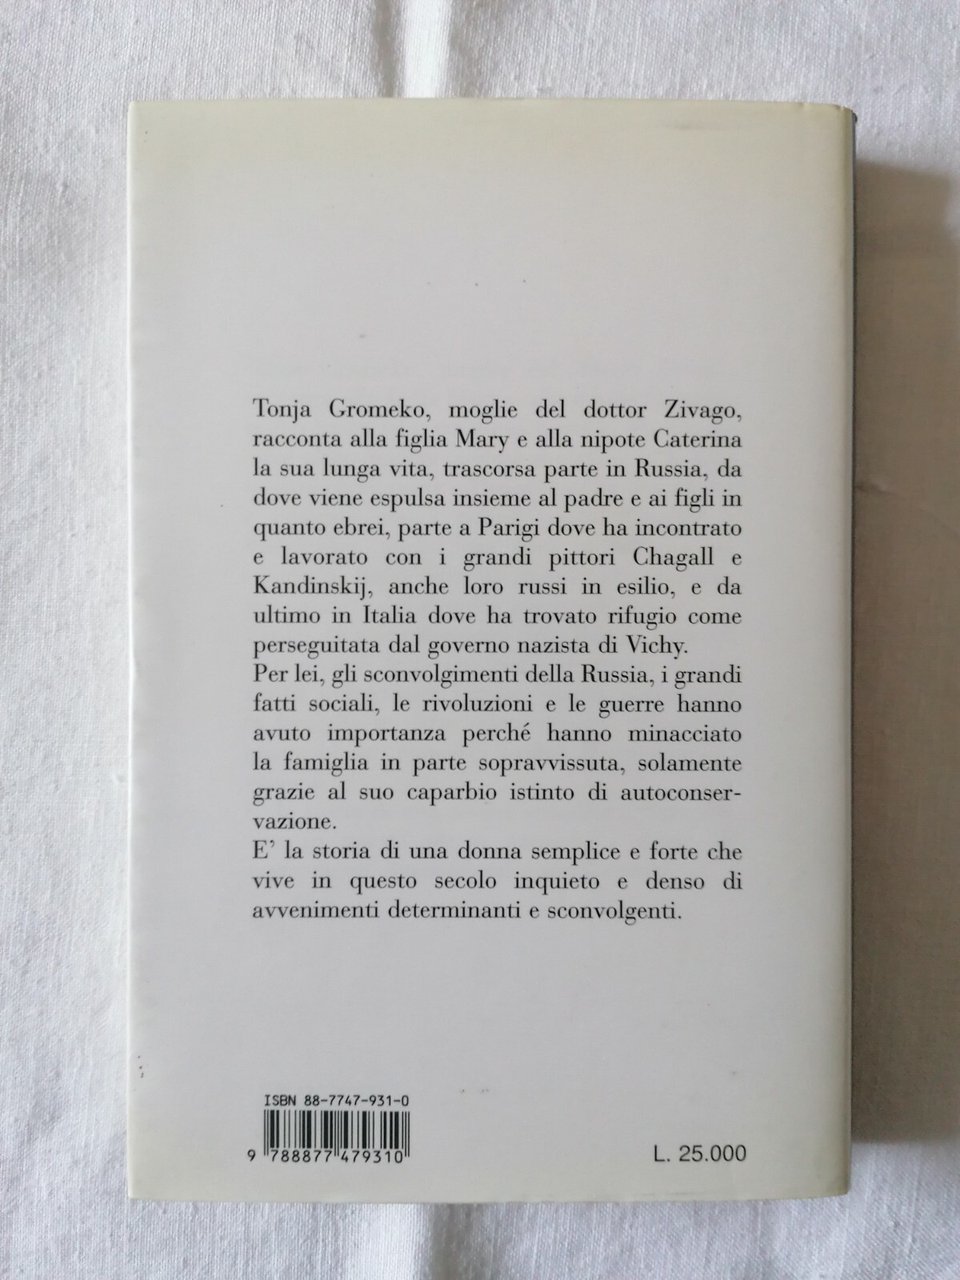 Tonja Gromeko, moglie del dottor Zivago,
racconta alla figlia Mary e alla nipote Caterina
la sua lunga vita, trascorsa parte in Russia, da
dove viene espulsa insieme al padre e ai figli in
quanto ebrei, parte a Parigi dove ha incontrato
e lavorato con i grandi pittori Chagall e
Kandinskij, anche loro russi in esilio, e da
ultimo in Italia dove ha trovato rifugio come
perseguitata dal governo nazista di Vichy.
Per lei, gli sconvolgimenti della Russia, i grandi
fatti sociali, le rivoluzioni e le guerre hanno
avuto importanza perché hanno minacciato
la famiglia in parte sopravvissuta, solamente
grazie al suo caparbio istinto di autoconser-
vazione.
E' la storia di una donna semplice e forte che
vive in questo secolo inquieto e denso di
avvenimenti determinanti e sconvolgenti.
ISBN 88-7747-931-0
9 788877 479310
L. 25.000